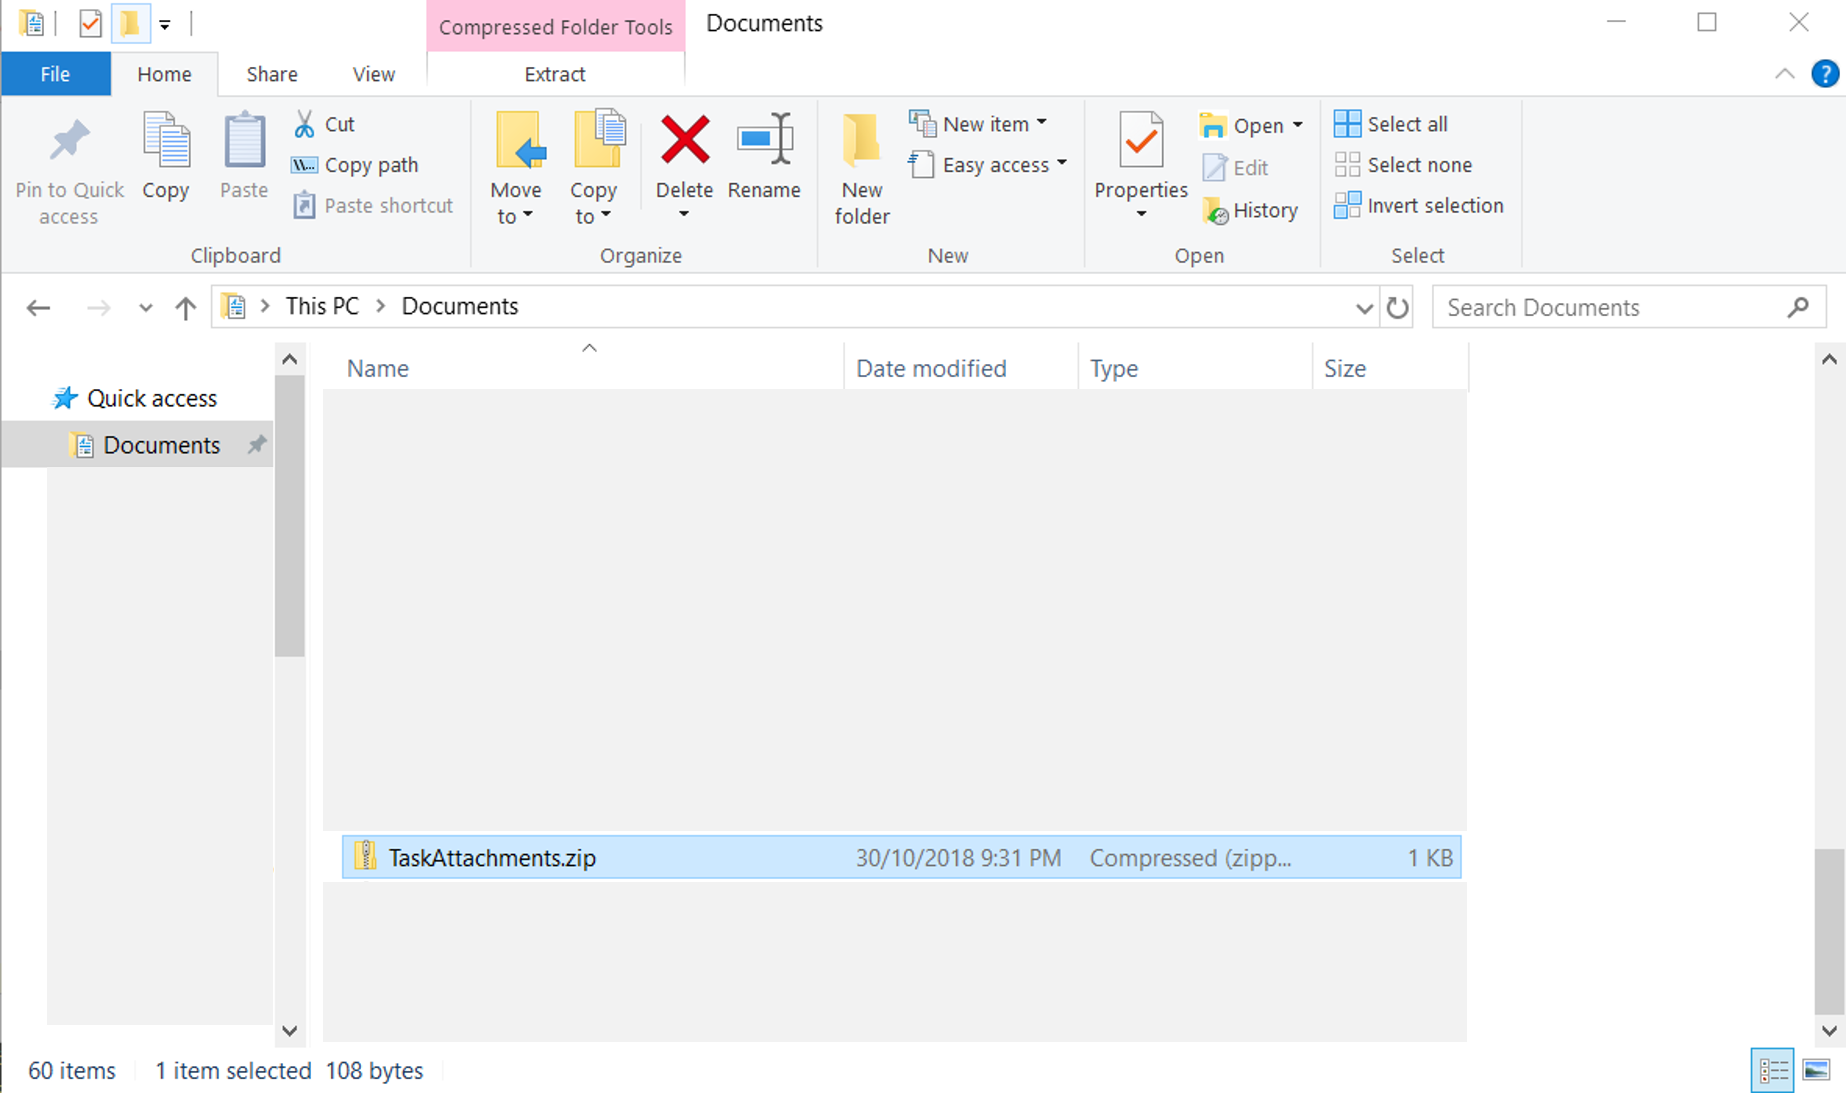 Compressed Folder Tools
Documents
File
Home
Share
View
Extract
?
Pin to Quick
access
Copy
Paste
Cut
W...
Copy path
Paste shortcut
Clipboard
Move
to
Copy
to
Delete
Rename
Organize
New
folder
New item
Easy access
New
Properties
Open
Edit
History
Open
Select all
Select none
Invert selection
Select
This PC
Documents
Search Documents
Quick access
Documents
Name
Date modified
Type
Size
TaskAttachments.zip
30/10/2018 9:31 PM
Compressed (zipp...
1 KB
60 items
1 item selected
108 bytes